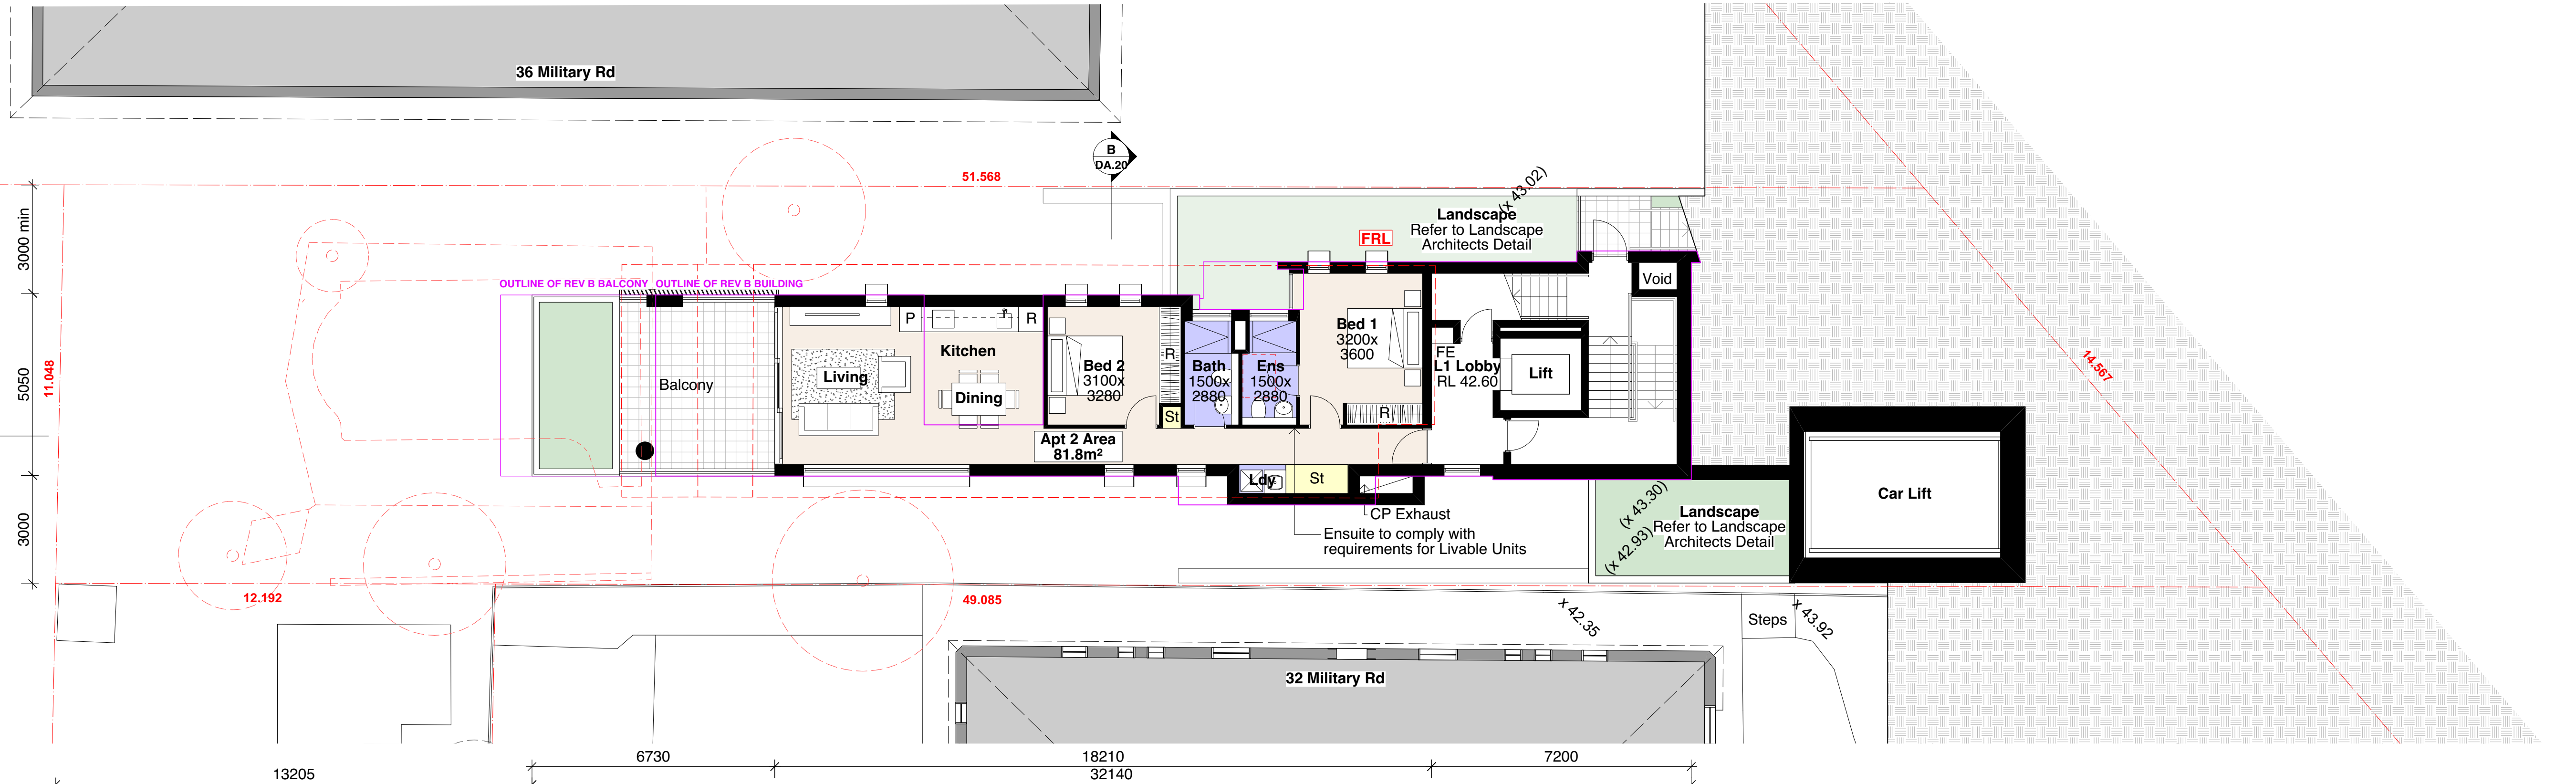 36 Military Rd
B
DA.20
51.568
(x 43.02)
3000 min
Landscape
Refer to Landscape
Architects Detail
FRL
OUTLINE OF REV B BALCONY
OUTLINE OF REV B BUILDING
Void
P
R
Kitchen
Bed 1
3200x
3600
R
FE
L1 Lobby
RL 42.60
Lift
Living
Bed 2
3100x
3280
Bath
1500x
2880
Ens
1500x
2880
Balcony
Dining
11.048
5050
14.567
St
R
Apt 2 Area
81.8m²
Ldy
St
Car Lift
CP Exhaust
Ensuite to comply with
requirements for Livable Units
(x 43.30)
(x 42.93)
Landscape
Refer to Landscape
Architects Detail
3000
12.192
49.085
x 42.35
Steps
x 43.92
32 Military Rd
6730
18210
7200
13205
32140